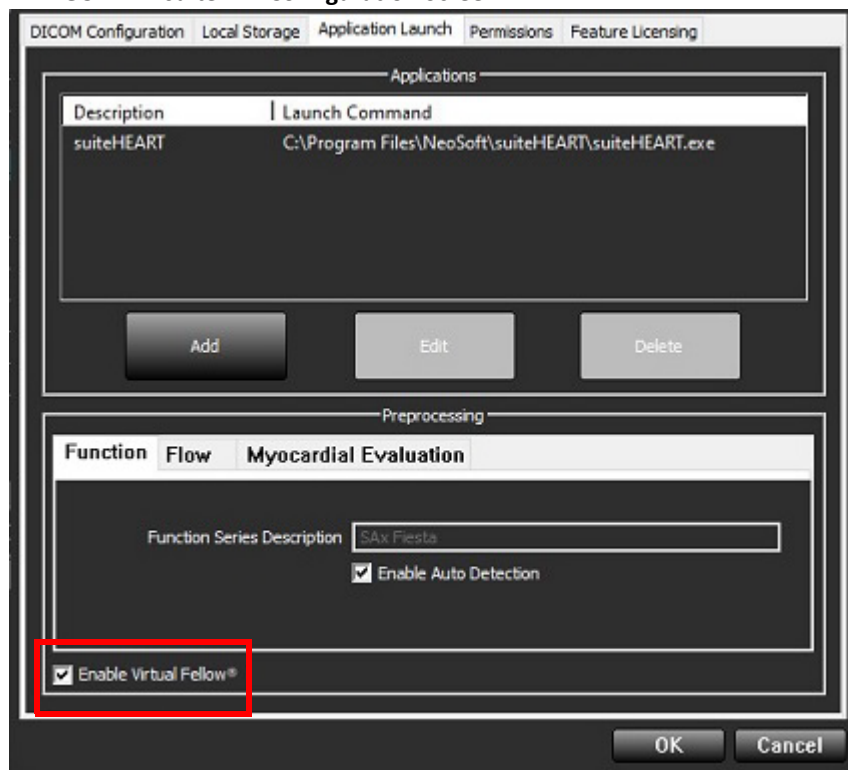 DICOM Configuration Local Storage Application Launch Permissions Feature Licensing
Applications
Description Launch Command
suiteHEART C:\Program Files\NeoSoft\suiteHEART\suiteHEART.exe
Add Edit Delete
Preprocessing
Function Flow Myocardial Evaluation
Function Series Description SAx Fiesta
Enable Auto Detection
Enable Virtual Fellow®
OK Cancel